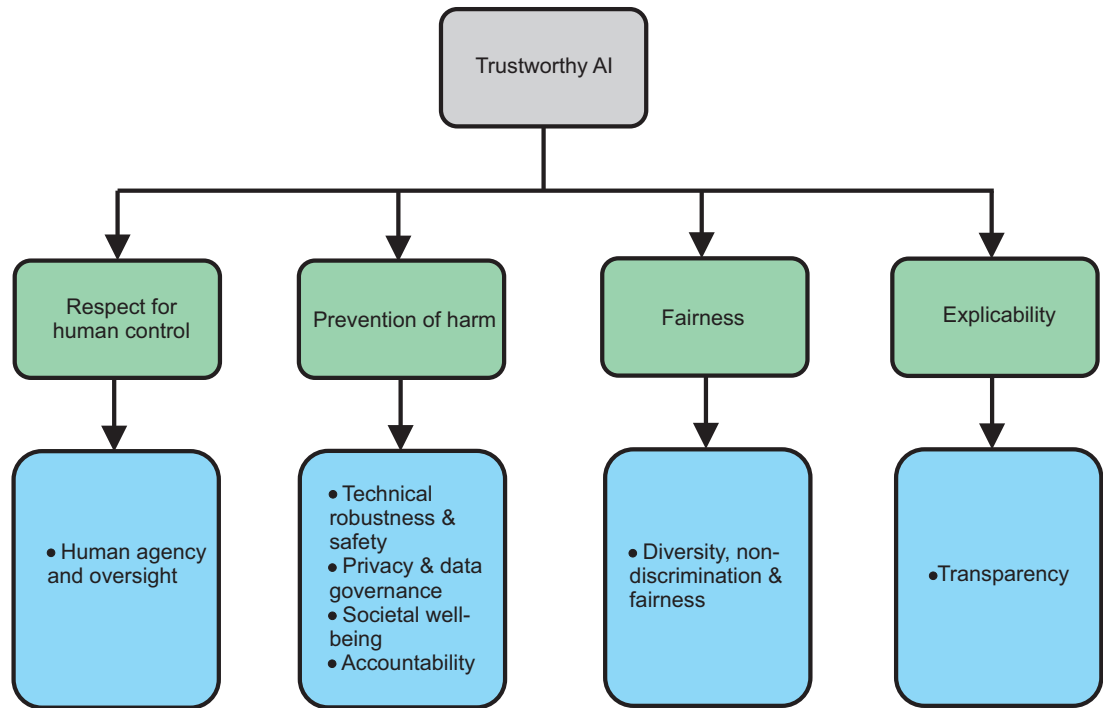 Trustworthy AI
Respect for
human control
Prevention of harm
Fairness
Explicability
• Human agency
and oversight
• Technical
robustness &
safety
• Privacy & data
governance
• Societal well-
being
• Accountability
• Diversity, non-
discrimination &
fairness
• Transparency